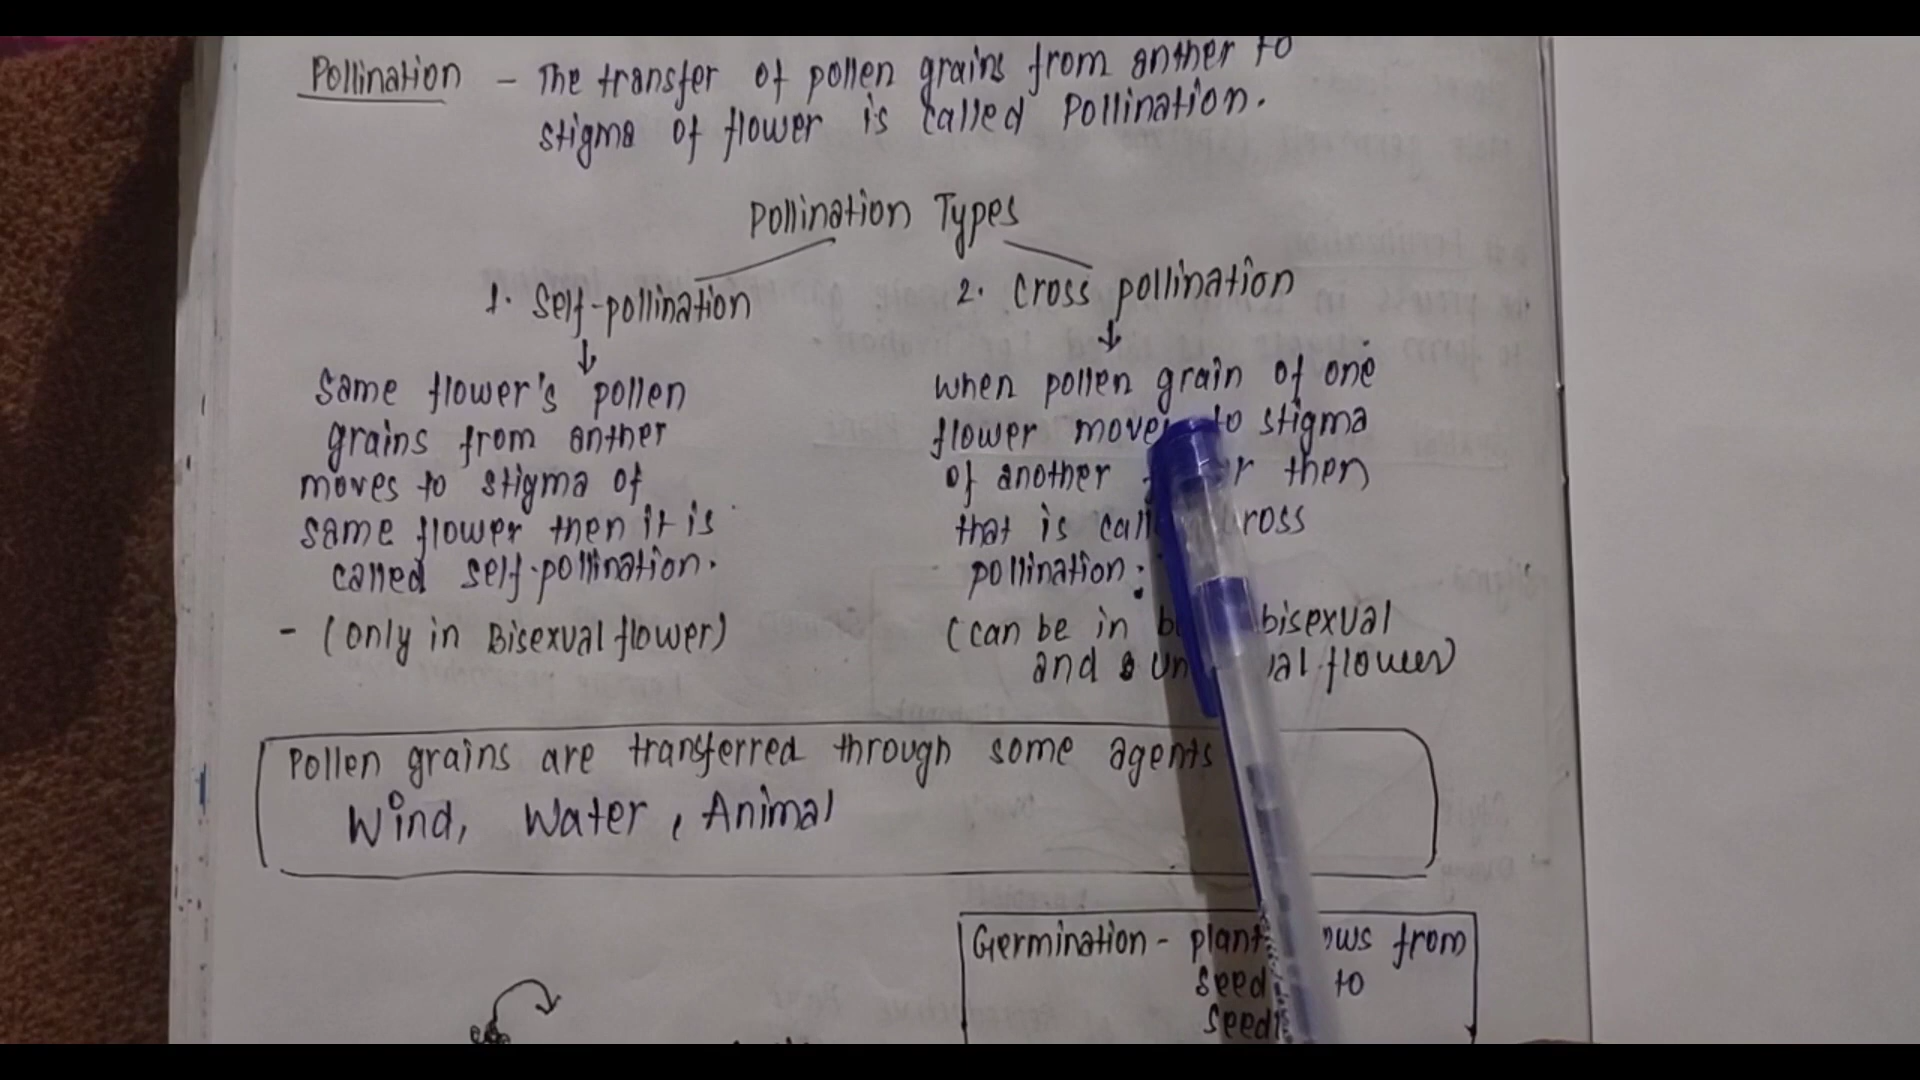 Pollination - The transfer of pollen grains from anther to
stigma of flower is called Pollination.
Pollination Types
1. Self-pollination
2. Cross pollination
Same flower's pollen
grains from anther
moves to stigma of
same flower then it is
called self-pollination.
- (only in Bisexual flower)
when pollen grain of one
flower moves to stigma
of another then
that is cross
pollination.
(can be in bisexual
and flower)
Pollen grains are transferred through some agents
Wind, Water, Animal
Germination - plant from
seed to